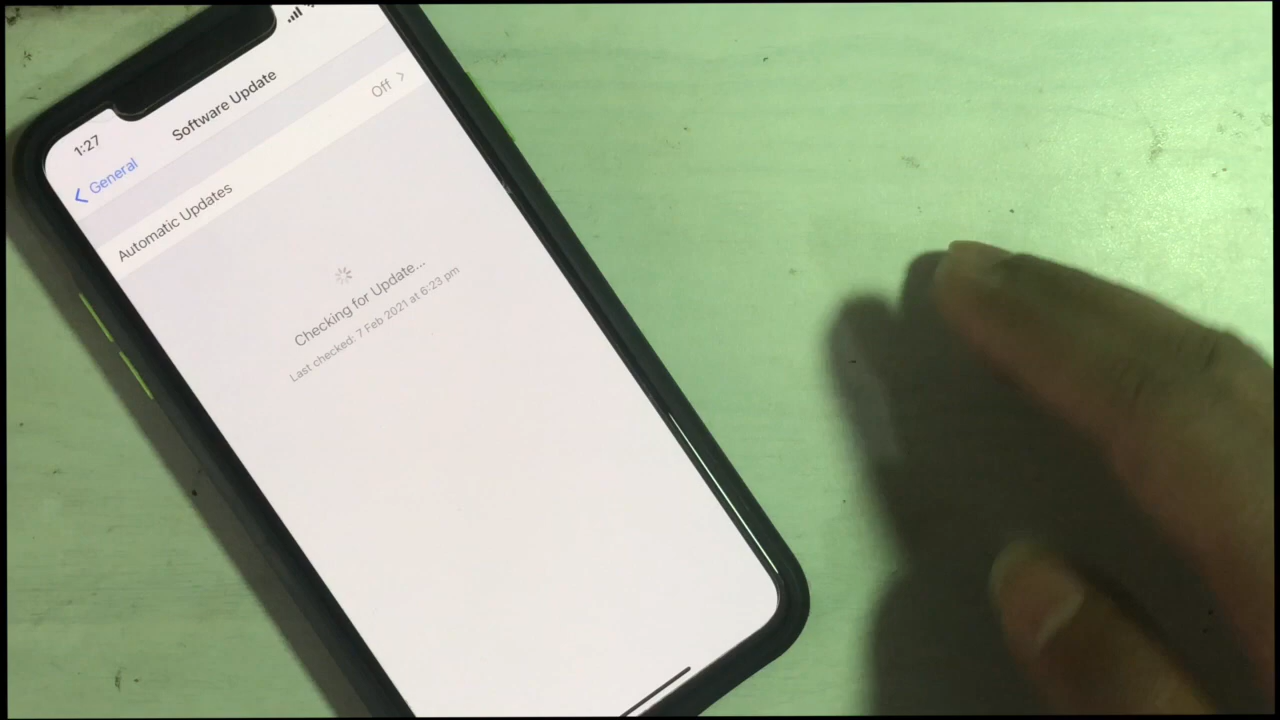 1:27
General
Software Update
Automatic Updates
Off
Checking for Update...
Last checked: 7 Feb 2021 at 6:23 pm